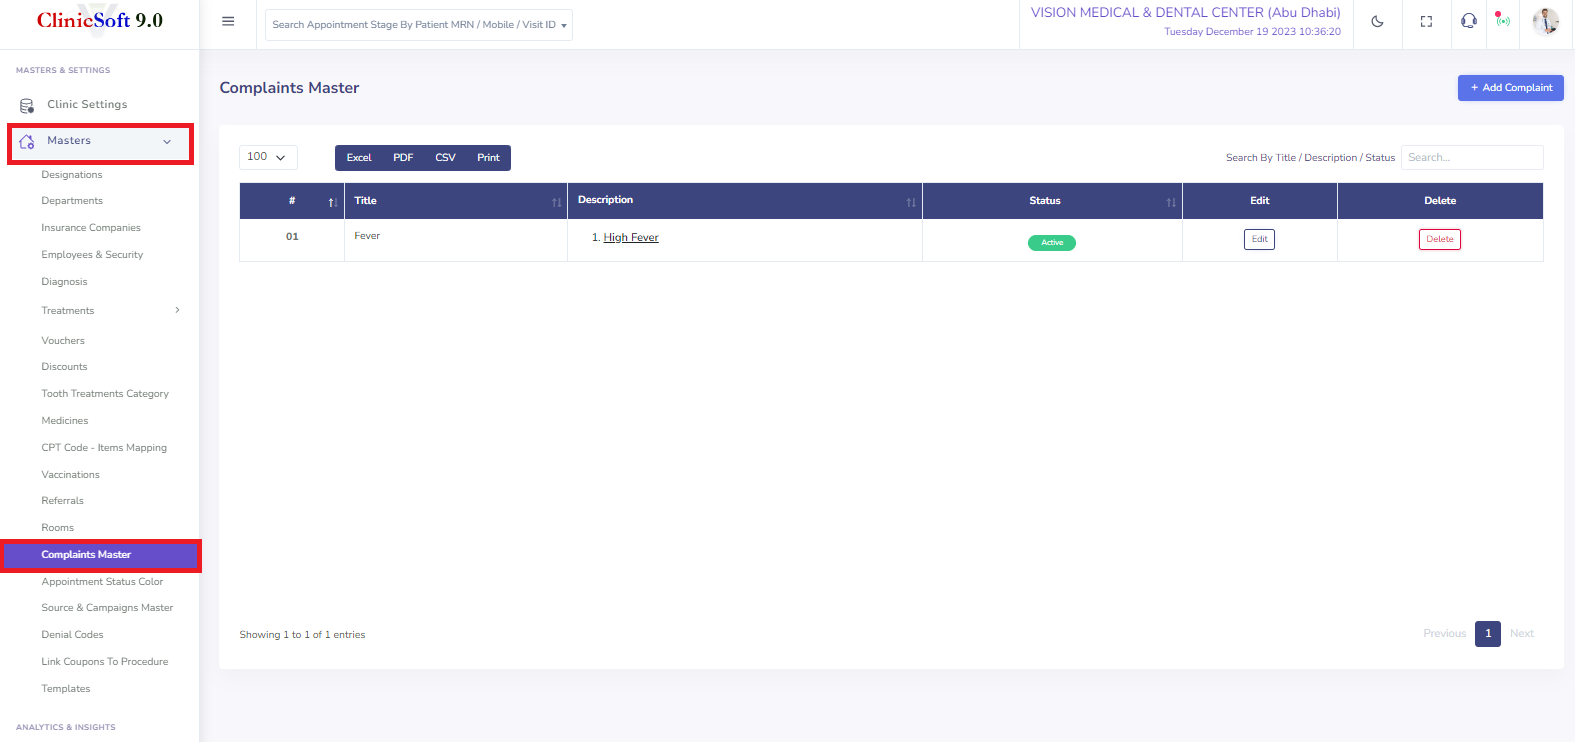 ClinicSoft 9.0
Search Appointment Stage By Patient MRN / Mobile / Visit ID
VISION MEDICAL & DENTAL CENTER (Abu Dhabi)
Tuesday December 19 2023 10:36:20
MASTERS & SETTINGS
Clinic Settings
Masters
Designations
Departments
Insurance Companies
Employees & Security
Diagnosis
Treatments
Vouchers
Discounts
Tooth Treatments Category
Medicines
CPT Code - Items Mapping
Vaccinations
Referrals
Rooms
Complaints Master
Appointment Status Color
Source & Campaigns Master
Denial Codes
Link Coupons To Procedure
Templates
ANALYTICS & INSIGHTS
Complaints Master
+ Add Complaint
100
Excel PDF CSV Print
Search By Title / Description / Status Search...
# Title Description Status Edit Delete
01 Fever 1. High Fever Active Edit Delete
Showing 1 to 1 of 1 entries
Previous 1 Next